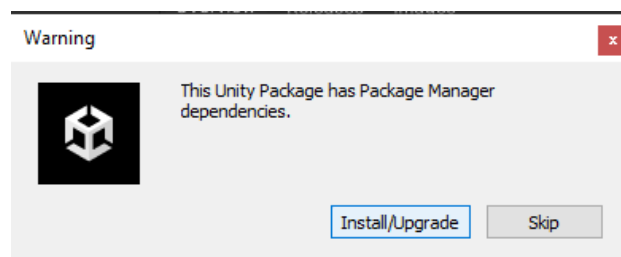 Warning
x
This Unity Package has Package Manager
dependencies.
Install/Upgrade
Skip